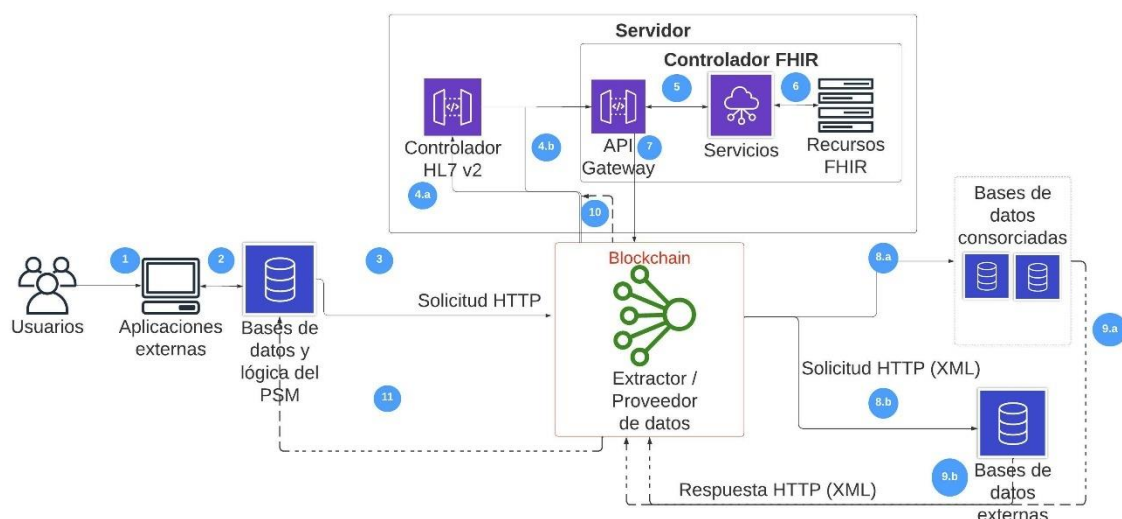 Servidor
Controlador FHIR
5
6
Controlador
HL7 v2
4.b
API
Gateway
7
Servicios
Recursos
FHIR
4.a
10
Bases de
datos
consorciadas
1
2
3
Blockchain
8.a
Usuarios
Aplicaciones
externas
Solicitud HTTP
Bases de
datos y
lógica del
PSM
9.a
Solicitud HTTP (XML)
Extractor /
Proveedor
de datos
11
8.b
9.b
Respuesta HTTP (XML)
Bases de
datos
externas